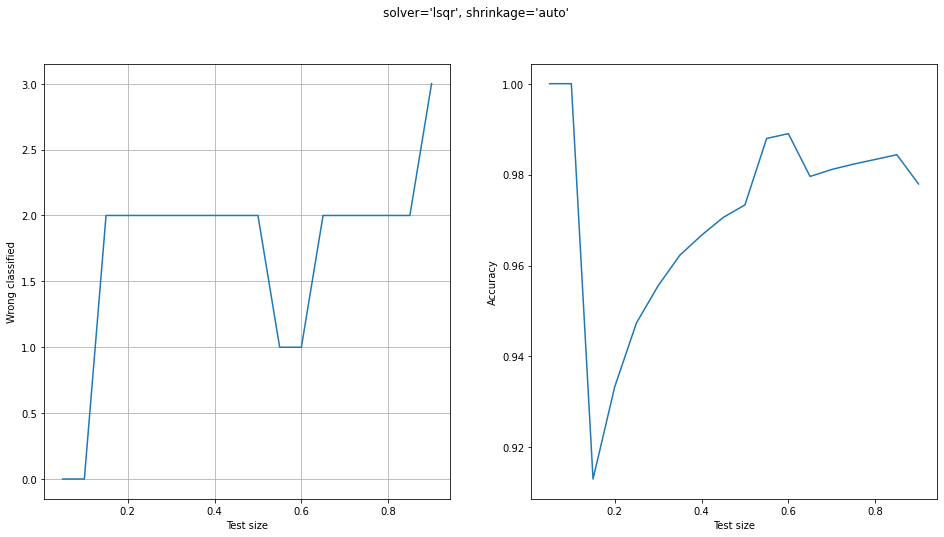 solver='lsqr', shrinkage='auto'
Wrong classified
3.0
2.5
2.0
1.5
1.0
0.5
0.0
0.2 0.4 0.6 0.8
Test size
Accuracy
1.00
0.98
0.96
0.94
0.92
0.2 0.4 0.6 0.8
Test size